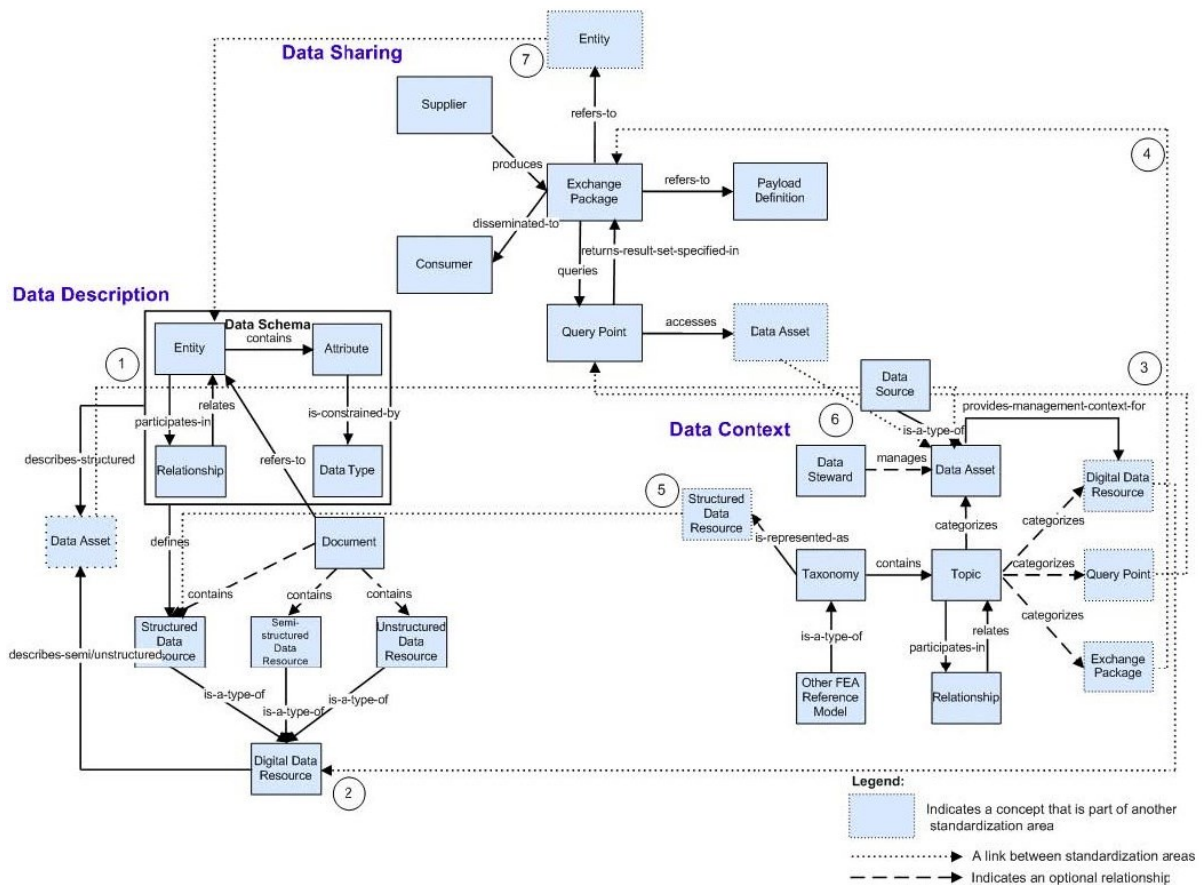 Data Sharing
7
Entity
Supplier
refers-to
4
produces
Exchange
Package
refers-to
Payload
Definition
disseminated-to
Consumer
returns-result-set-specified-in
queries
Data Description
Data Schema
Query Point
accesses
Data Asset
1
Entity
contains
Attribute
3
Data
Source
provides-management-context-for
relates
is-constrained-by
participates-in
6
is-a-type-of
Data Context
describes-structured
Relationship
refers-to
Data Type
Data
Steward
manages
Data Asset
Digital Data
Resource
5
Structured
Data
Resource
Data Asset
defines
Document
categorizes
categorizes
is-represented-as
Taxonomy
contains
Topic
categorizes
Query Point
contains
contains
contains
categorizes
Structured
Data
source
Semi-
structured
Data
Resource
Unstructured
Data
Resource
describes-semi/unstructured
is-a-type-of
relates
participates-in
Exchange
Package
is-a-type-of
is-a-type-of
is-a-type-of
Other FEA
Reference
Model
Relationship
Digital Data
Resource
2
Legend:
Indicates a concept that is part of another
standardization area
A link between standardization areas
Indicates an optional relationship